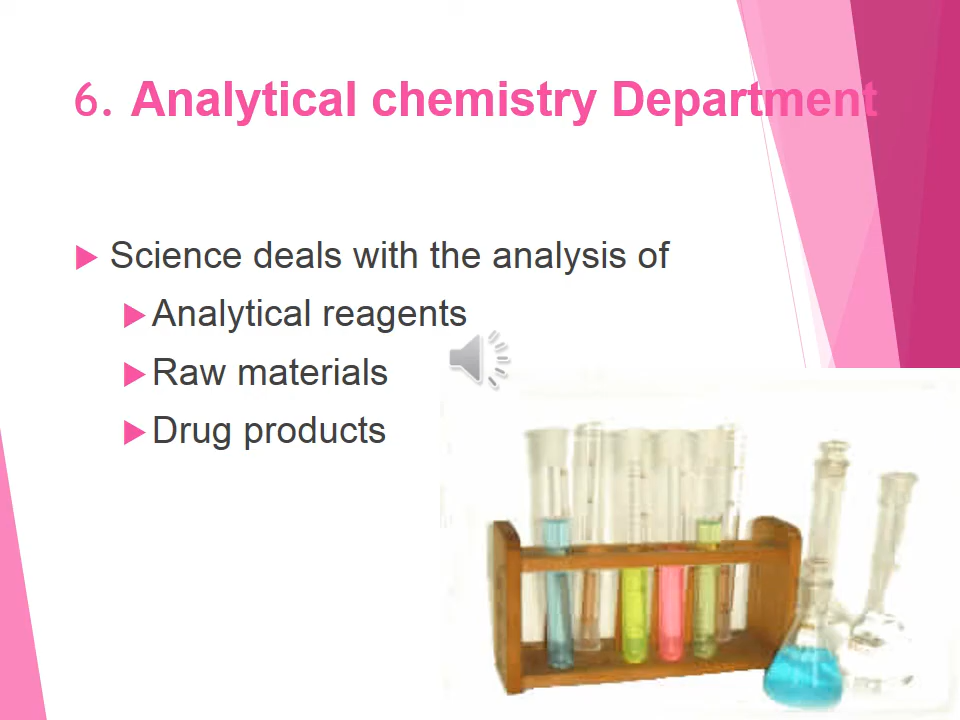 6. Analytical chemistry Department
Science deals with the analysis of
Analytical reagents
Raw materials
Drug products